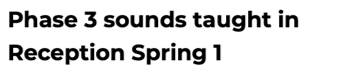 Phase 3 sounds taught in
Reception Spring 1